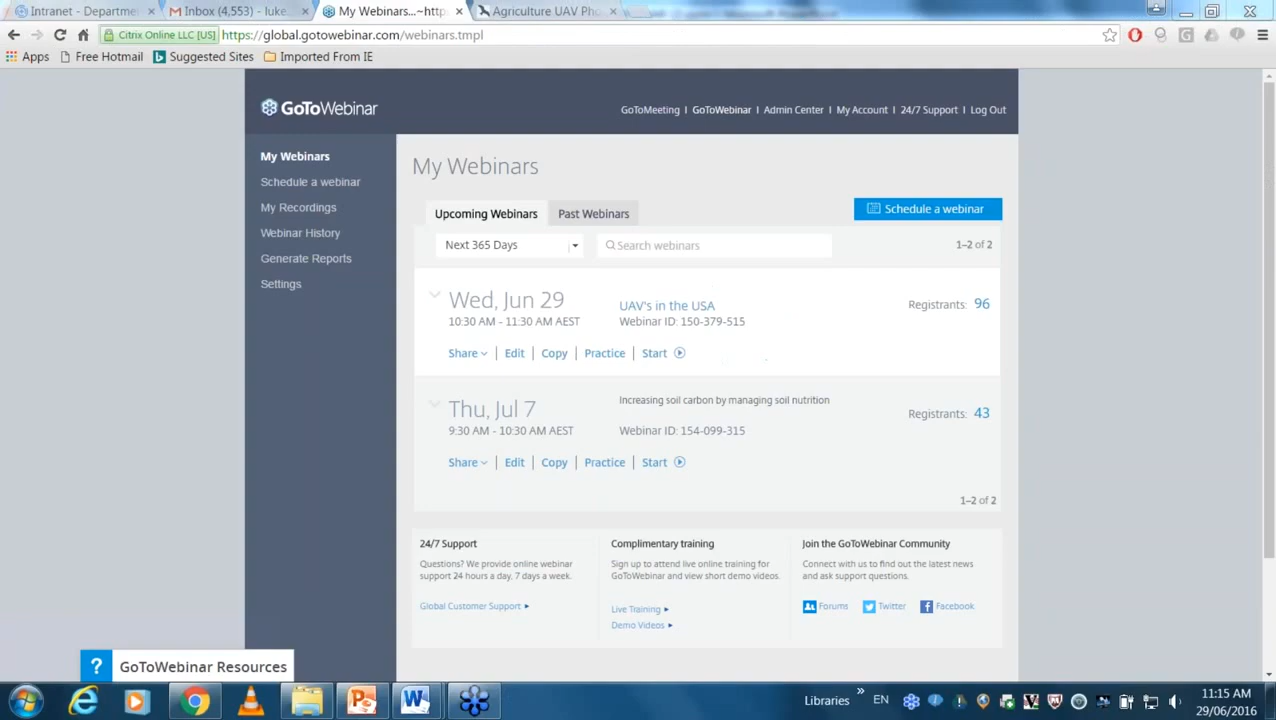 Intranet - Departme
Inbox (4,553) - luke
My Webinars...~https
Agriculture UAV Pho
Citrix Online LLC [US] https://global.gotowebinar.com/webinars.tmpl
Apps Free Hotmail Suggested Sites Imported From IE
GoToWebinar
GoToMeeting | GoToWebinar | Admin Center | My Account | 24/7 Support | Log Out
My Webinars
Schedule a webinar
My Recordings
Webinar History
Generate Reports
Settings
My Webinars
Upcoming Webinars Past Webinars Schedule a webinar
Next 365 Days Search webinars 1–2 of 2
Wed, Jun 29 UAV's in the USA Registrants: 96
10:30 AM - 11:30 AM AEST Webinar ID: 150-379-515
Share | Edit | Copy | Practice | Start
Thu, Jul 7 Increasing soil carbon by managing soil nutrition Registrants: 43
9:30 AM - 10:30 AM AEST Webinar ID: 154-099-315
Share | Edit | Copy | Practice | Start
1–2 of 2
24/7 Support
Questions? We provide online webinar
support 24 hours a day, 7 days a week.
Global Customer Support
Complimentary training
Sign up to attend live online training for
GoToWebinar and view short demo videos.
Live Training
Demo Videos
Join the GoToWebinar Community
Connect with us to find out the latest news
and ask support questions.
Forums Twitter Facebook
? GoToWebinar Resources
Libraries » EN 11:15 AM
29/06/2016